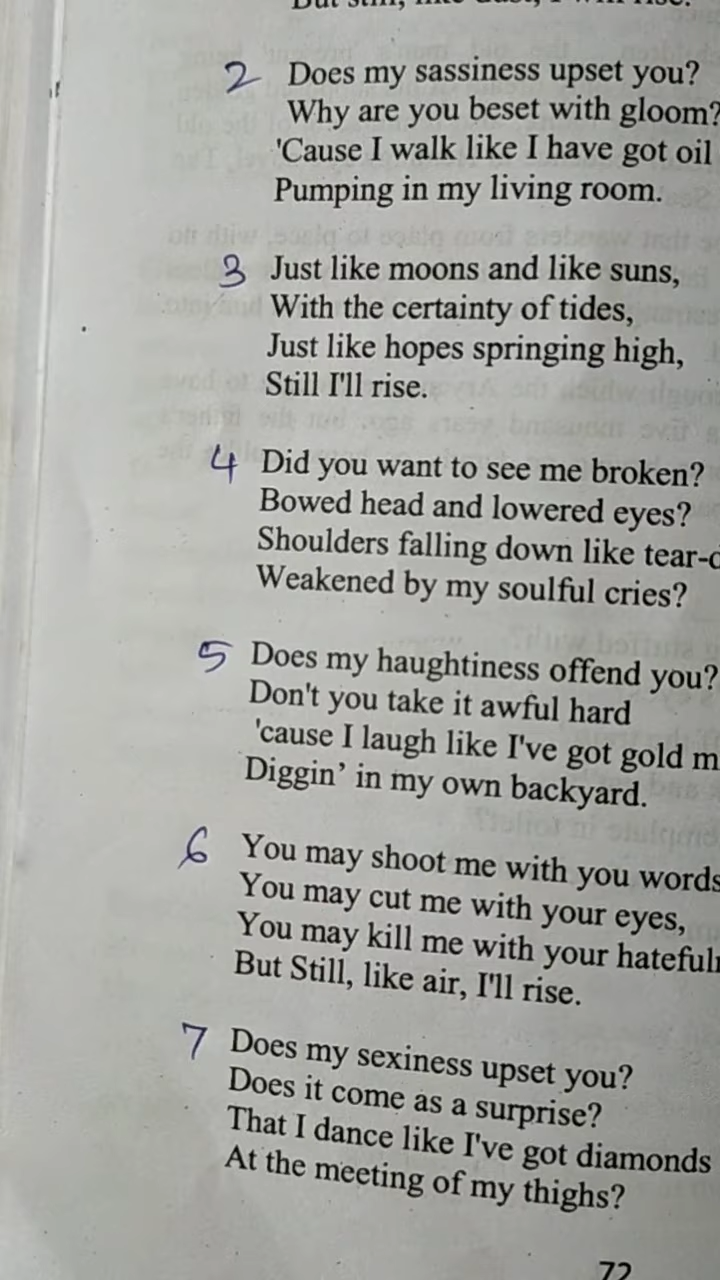 2 Does my sassiness upset you?
Why are you beset with gloom?
'Cause I walk like I have got oil
Pumping in my living room.
3 Just like moons and like suns,
With the certainty of tides,
Just like hopes springing high,
Still I'll rise.
4 Did you want to see me broken?
Bowed head and lowered eyes?
Shoulders falling down like
Weakened by my soulful cries?
5 Does my haughtiness offend you?
Don't you take it awful hard
'cause I laugh like I've got gold
Diggin' in my own backyard.
6 You may shoot me with you words
You may cut me with your eyes,
You may kill me with your
But Still, like air, I'll rise.
7 Does my sexiness upset you?
Does it come as a surprise?
That I dance like I've got diamonds
At the meeting of my thighs?
72